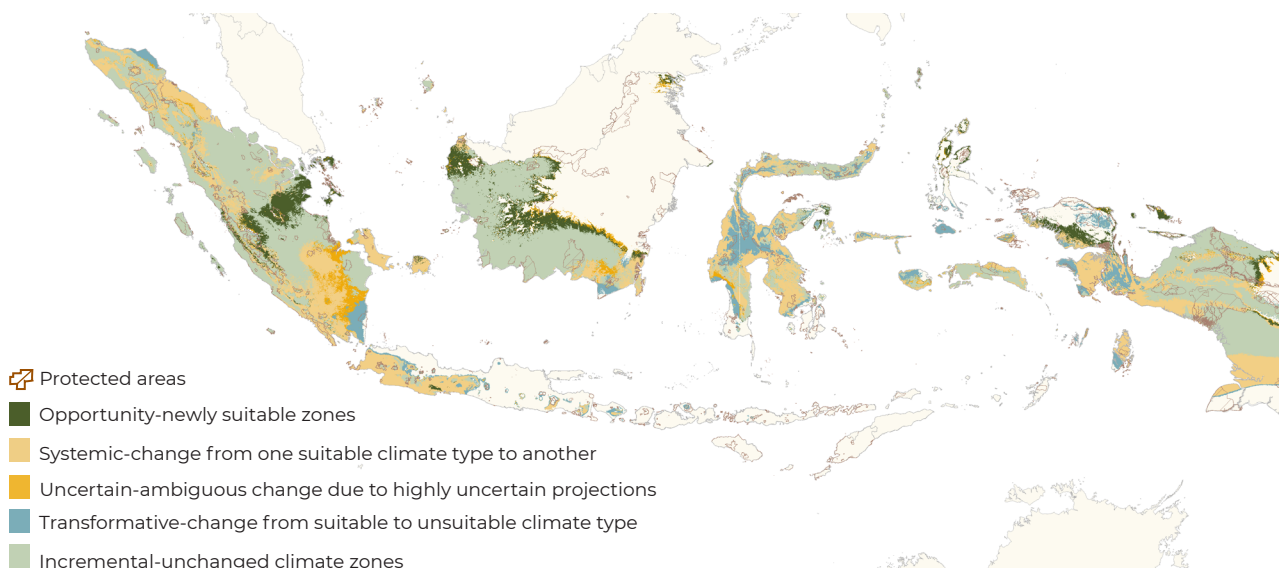 Protected areas
Opportunity-newly suitable zones
Systemic-change from one suitable climate type to another
Uncertain-ambiguous change due to highly uncertain projections
Transformative-change from suitable to unsuitable climate type
Incremental-unchanged climate zones